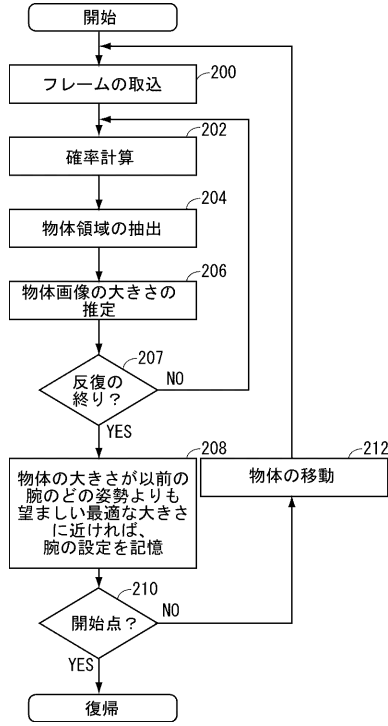 開始
フレームの取込
200
確率計算
202
物体領域の抽出
204
物体画像の大きさの
推定
206
反復の
終り？
207
NO
YES
物体の大きさが以前の
腕のどの姿勢よりも
望ましい最適な大きさ
に近ければ、
腕の設定を記憶
208
物体の移動
212
開始点？
210
NO
YES
復帰